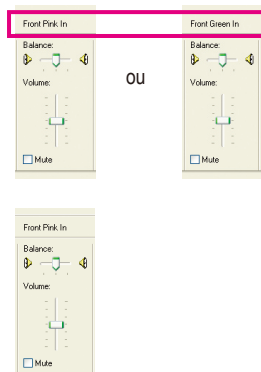 Front Pink In
Balance:
Volume:
Mute
ou
Front Green In
Balance:
Volume:
Mute
Front Pink In
Balance:
Volume:
Mute